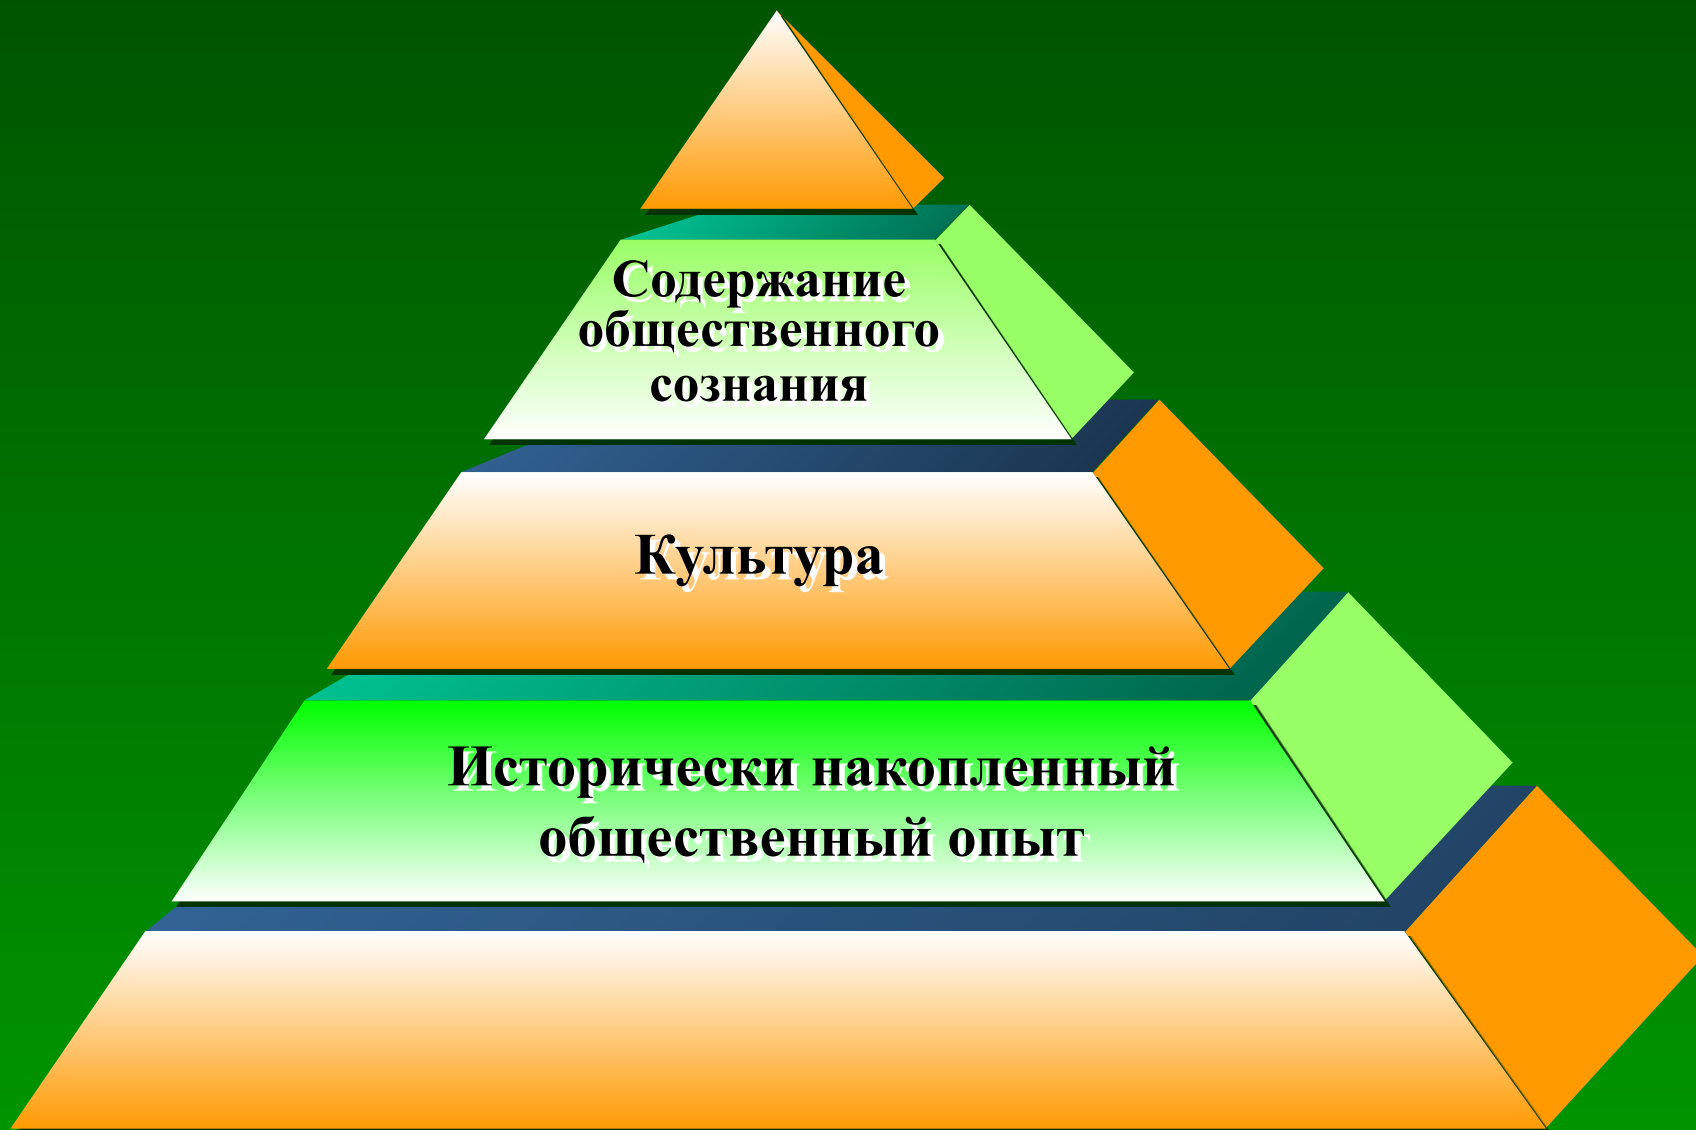 Содержание
общественного
сознания
Культура
Исторически накопленный
общественный опыт